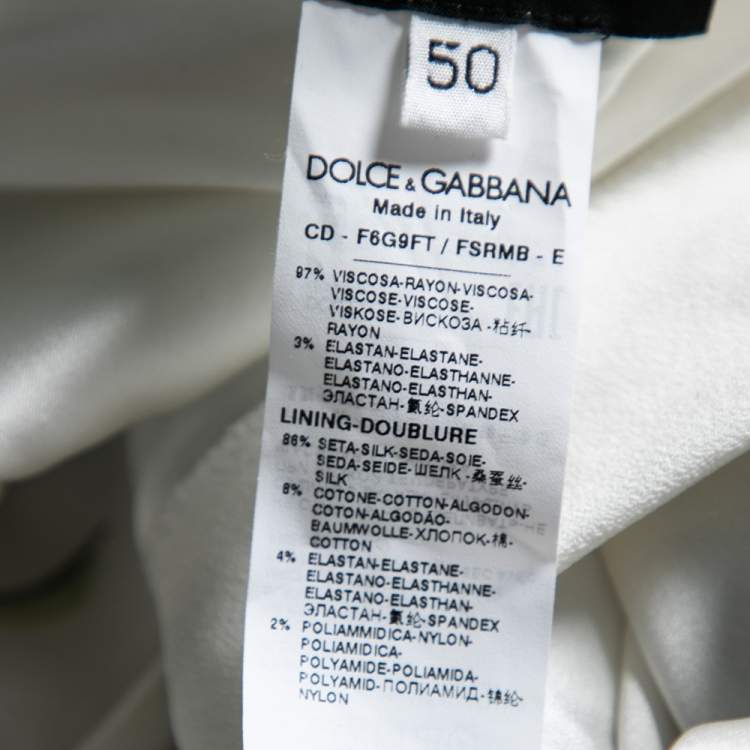 50
DOLCE & GABBANA
Made in Italy
CD - F6G9FT / FSRMB - E
97% VISCOSA-RAYON-VISCOSA-
VISCOSE-VISCOSE-
VISKOSE-ВИСКОЗА-粘纤-
RAYON
3% ELASTAN-ELASTANE-
ELASTANO-ELASTHANNE-
ELASTANO-ELASTHAN-
ЭЛАСТАН-氨纶-SPANDEX
LINING-DOUBLURE
86% SETA-SILK-SEDA-SOIE-
SEDA-SEIDE-ШЕЛК-桑蚕丝-
SILK
8% COTONE-COTTON-ALGODON-
COTON-ALGODÃO-
BAUMWOLLE-ХЛОПОК-棉-
COTTON
4% ELASTAN-ELASTANE-
ELASTANO-ELASTHANNE-
ELASTANO-ELASTHAN-
ЭЛАСТАН-氨纶-SPANDEX
2% POLIAMMIDICA-NYLON-
POLIAMIDICA-
POLYAMIDE-POLIAMIDA-
POLYAMID-ПОЛИАМИД-锦纶-
NYLON